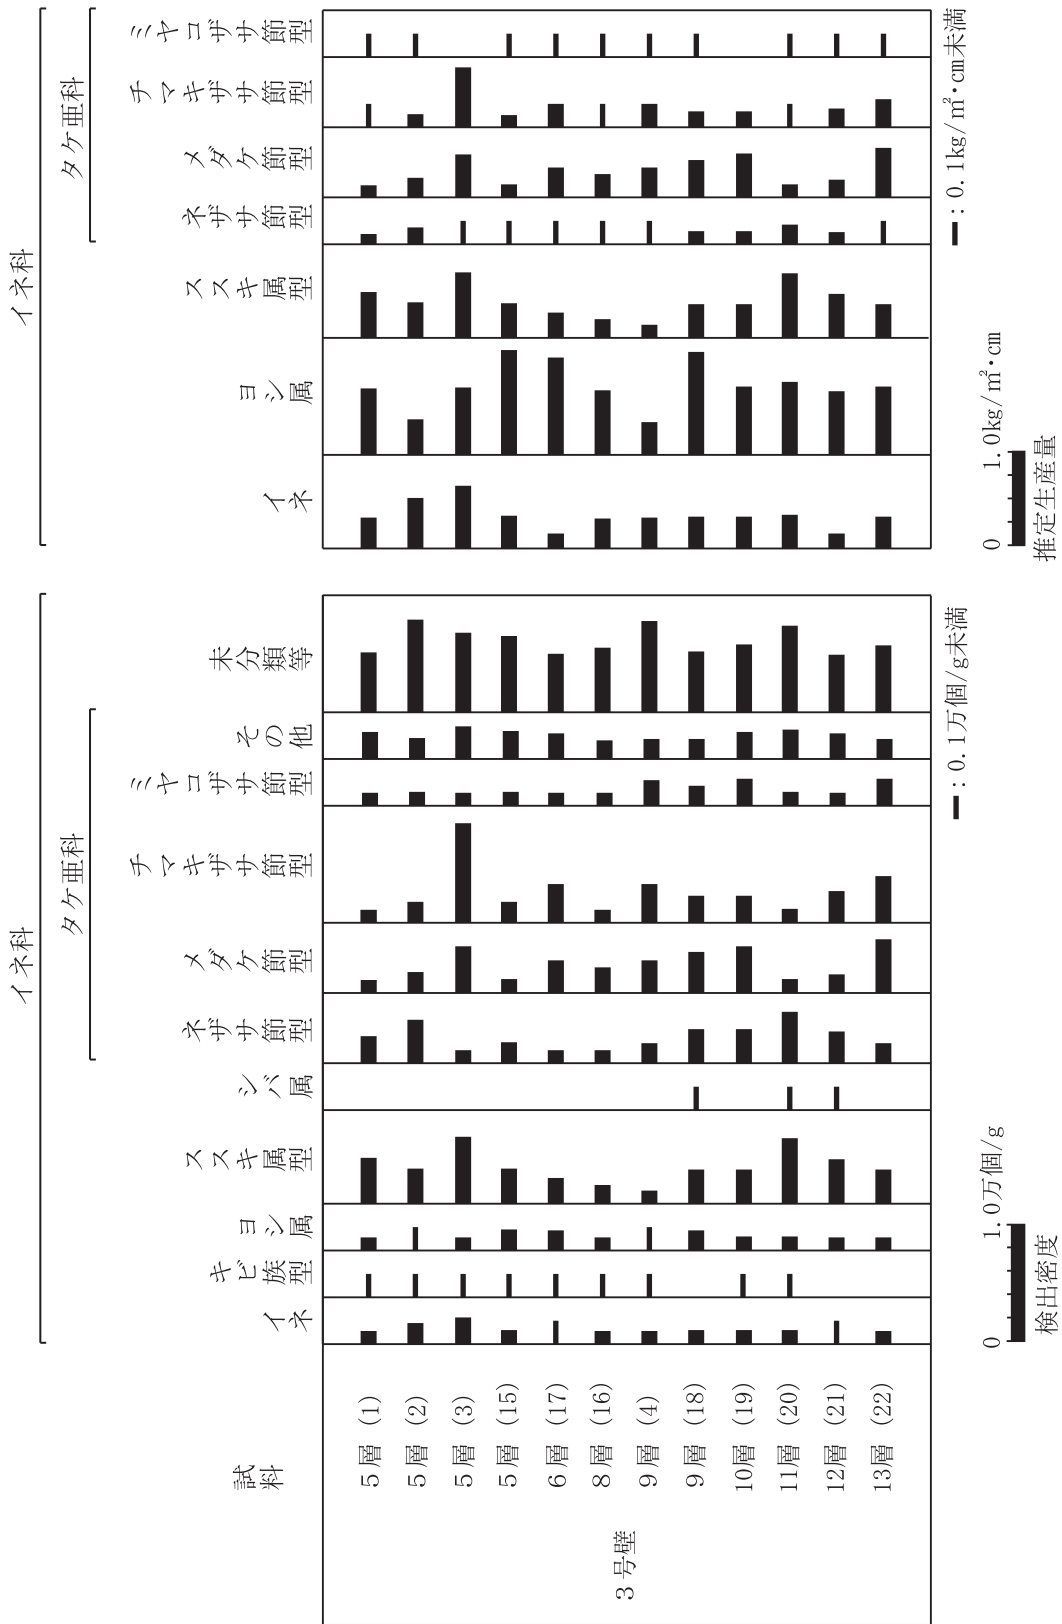 イネ科
タケ亜科
試料
イネ
キビ族型
ヨシ属
ススキ属型
シバ属
ネザサ節型
メダケ節型
チマキザサ節型
ミヤコザサ節型
その他
未分類等
イネ科
タケ亜科
イネ
ヨシ属
ススキ属型
ネザサ節型
メダケ節型
チマキザサ節型
ミヤコザサ節型
3号壁
5層 (1)
5層 (2)
5層 (3)
5層 (15)
6層 (17)
8層 (16)
9層 (4)
9層 (18)
10層 (19)
11層 (20)
12層 (21)
13層 (22)
0 1.0万個/g
検出密度
━:0.1万個/g未満
0 1.0kg/㎡・cm
推定生産量
━:0.1kg/㎡・cm未満